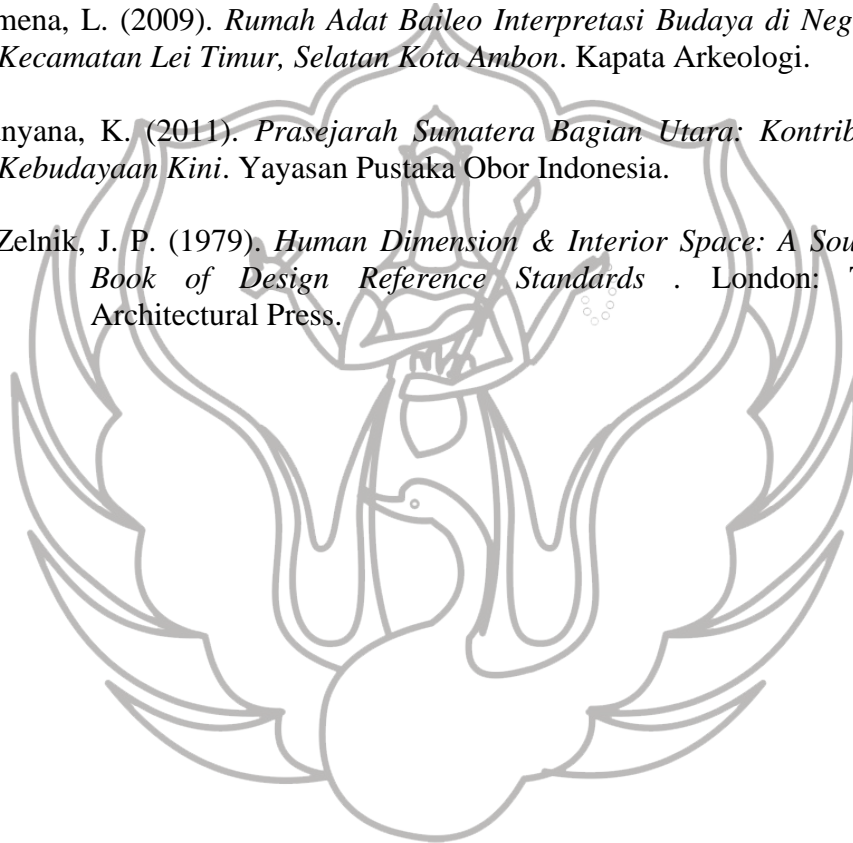 mena, L. (2009). Rumah Adat Baileo Interpretasi Budaya di Neg
Kecamatan Lei Timur, Selatan Kota Ambon. Kapata Arkeologi.
nyana, K. (2011). Prasejarah Sumatera Bagian Utara: Kontrib
Kebudayaan Kini. Yayasan Pustaka Obor Indonesia.
Zelnik, J. P. (1979). Human Dimension & Interior Space: A Sou
Book of Design Reference Standards . London: T
Architectural Press.